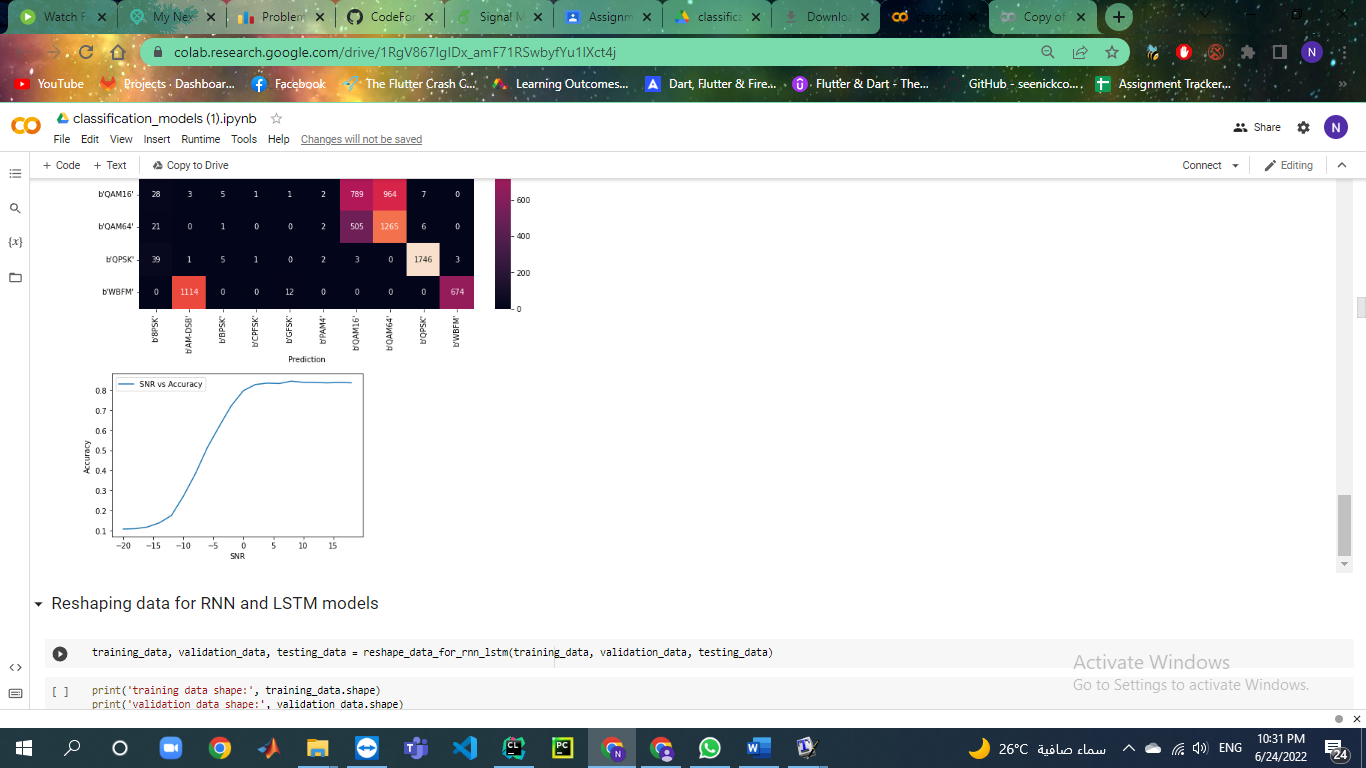 Watch F
My Nex
Problem
CodeFor
Signal M
Assignm
classifica
Downloa
Copy of
colab.research.google.com/drive/1RgV867IgIDx_amF71RSwbyfYu1IXct4j
N
YouTube
Projects · Dashboar...
Facebook
The Flutter Crash C...
Learning Outcomes...
Dart, Flutter & Fire...
Flutter & Dart - The...
GitHub - seenickco...
Assignment Tracker...
»
classification_models (1).ipynb
File Edit View Insert Runtime Tools Help Changes will not be saved
Share
N
+ Code + Text Copy to Drive
Connect
Editing
{x}
b'QAM16' 28 3 5 1 1 2 789 964 7 0
b'QAM64' 21 0 1 0 0 2 505 1265 6 0
b'QPSK' 39 1 5 1 0 2 3 0 1746 3
b'WBFM' 0 1114 0 0 12 0 0 0 0 674
600
400
200
0
b'8PSK' b'AM-DSB' b'BPSK' b'CPFSK' b'GFSK' b'PAM4' b'QAM16' b'QAM64' b'QPSK' b'WBFM'
Prediction
SNR vs Accuracy
Accuracy
0.8
0.7
0.6
0.5
0.4
0.3
0.2
0.1
−20 −15 −10 −5 0 5 10 15
SNR
Reshaping data for RNN and LSTM models
training_data, validation_data, testing_data = reshape_data_for_rnn_lstm(training_data, validation_data, testing_data)
[ ] print('training data shape:', training_data.shape)
print('validation data shape:', validation data.shape)
Activate Windows
Go to Settings to activate Windows.
26°C سماء صافية
ENG
10:31 PM
6/24/2022
24